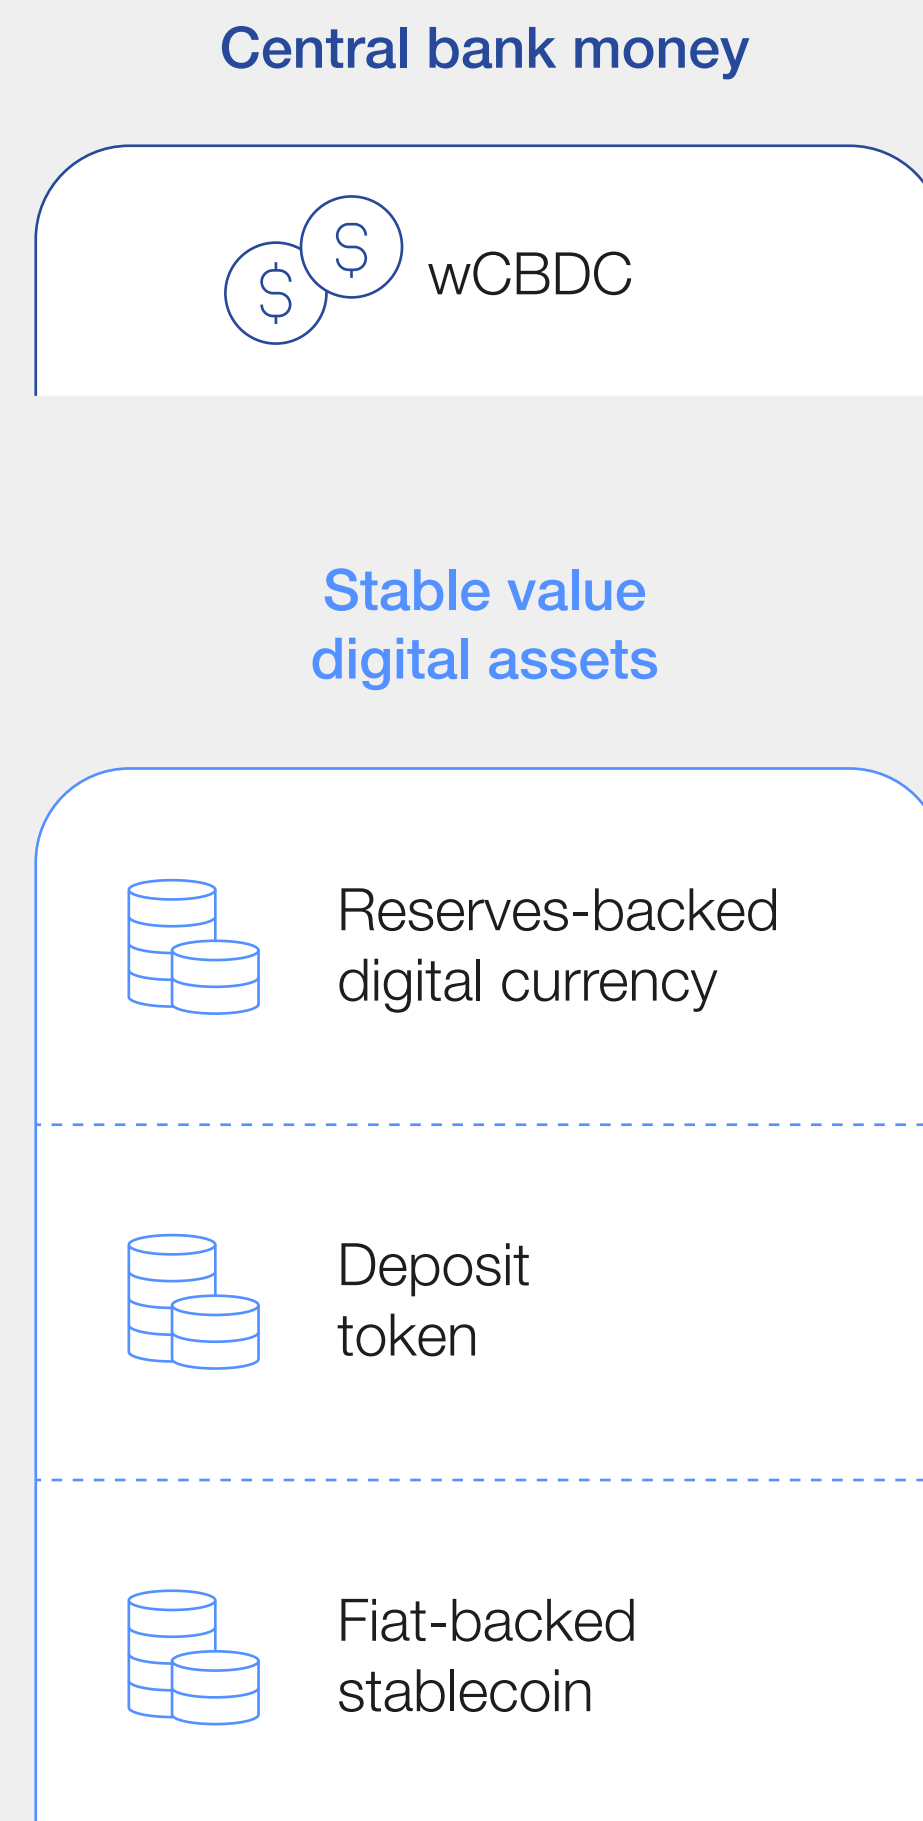 Central bank money
$ $ wCBDC
Stable value
digital assets
Reserves-backed
digital currency
Deposit
token
Fiat-backed
stablecoin